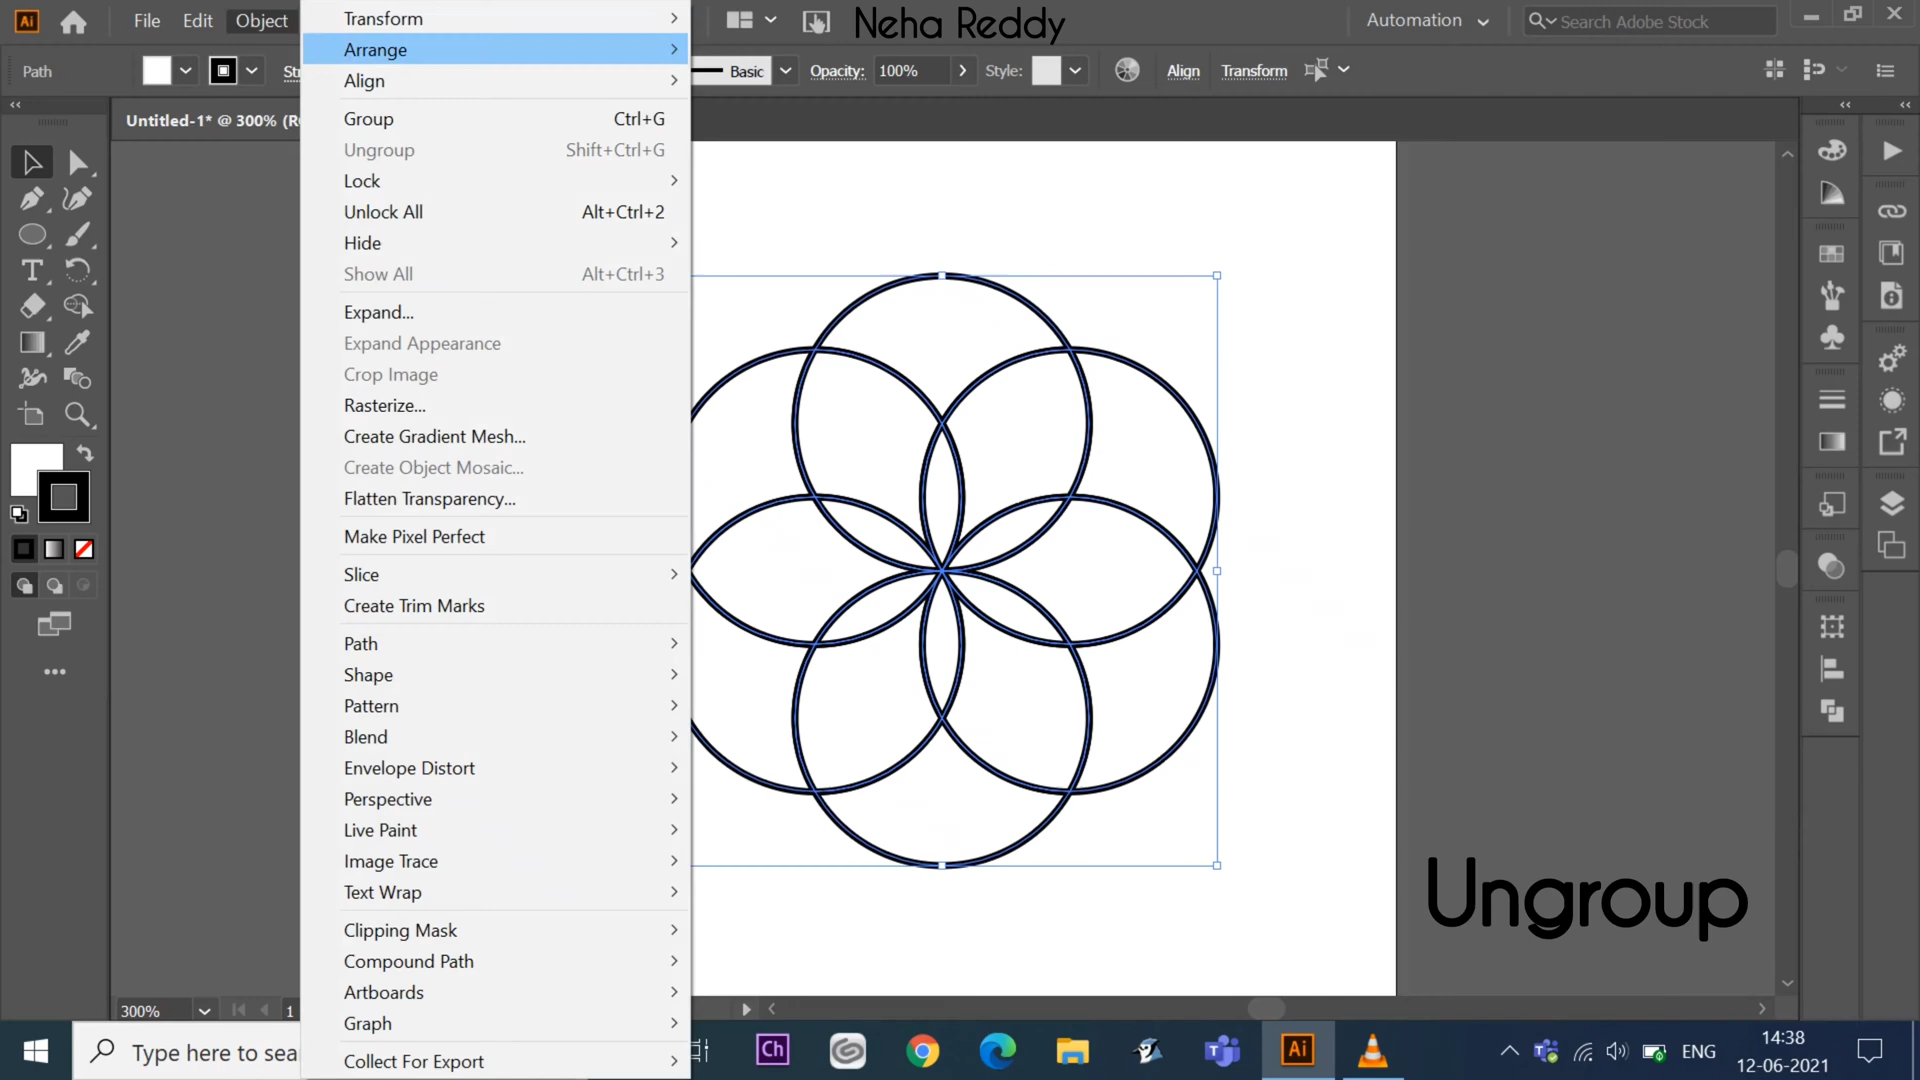 Ai File Edit Object Neha Reddy Automation Search Adobe Stock
Path Basic Opacity: 100% Style: Align Transform
Untitled-1* @ 300%
Transform
Arrange
Align
Group Ctrl+G
Ungroup Shift+Ctrl+G
Lock
Unlock All Alt+Ctrl+2
Hide
Show All Alt+Ctrl+3
Expand...
Expand Appearance
Crop Image
Rasterize...
Create Gradient Mesh...
Create Object Mosaic...
Flatten Transparency...
Make Pixel Perfect
Slice
Create Trim Marks
Path
Shape
Pattern
Blend
Envelope Distort
Perspective
Live Paint
Image Trace
Text Wrap
Clipping Mask
Compound Path
Artboards
Graph
Collect For Export
Ungroup
300% 1
Type here to sea
Ch Ai ENG
14:38
12-06-2021